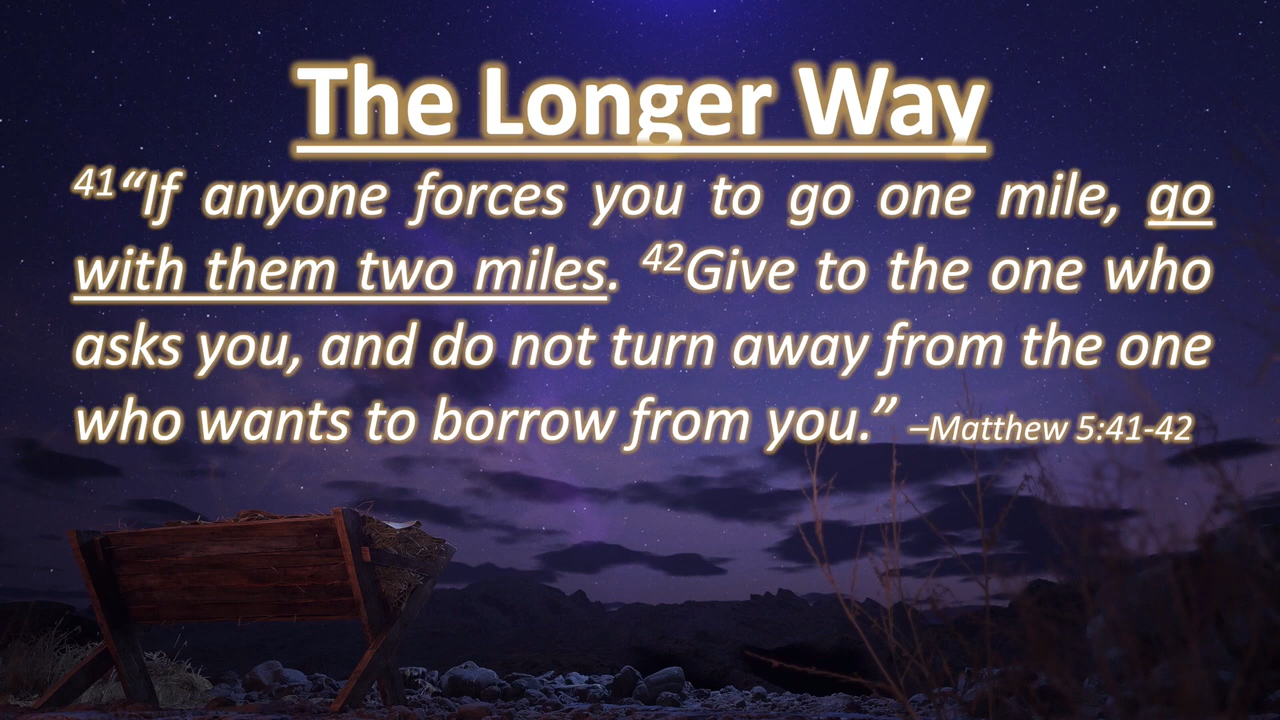 The Longer Way
41“If anyone forces you to go one mile, go
with them two miles. 42Give to the one who
asks you, and do not turn away from the one
who wants to borrow from you.” –Matthew 5:41-42